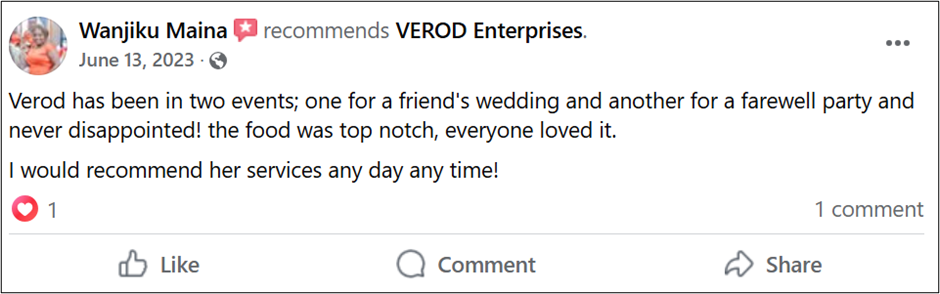 Wanjiku Maina recommends VEROD Enterprises.
June 13, 2023 ·
Verod has been in two events; one for a friend's wedding and another for a farewell party and
never disappointed! the food was top notch, everyone loved it.
I would recommend her services any day any time!
1 1 comment
Like Comment Share